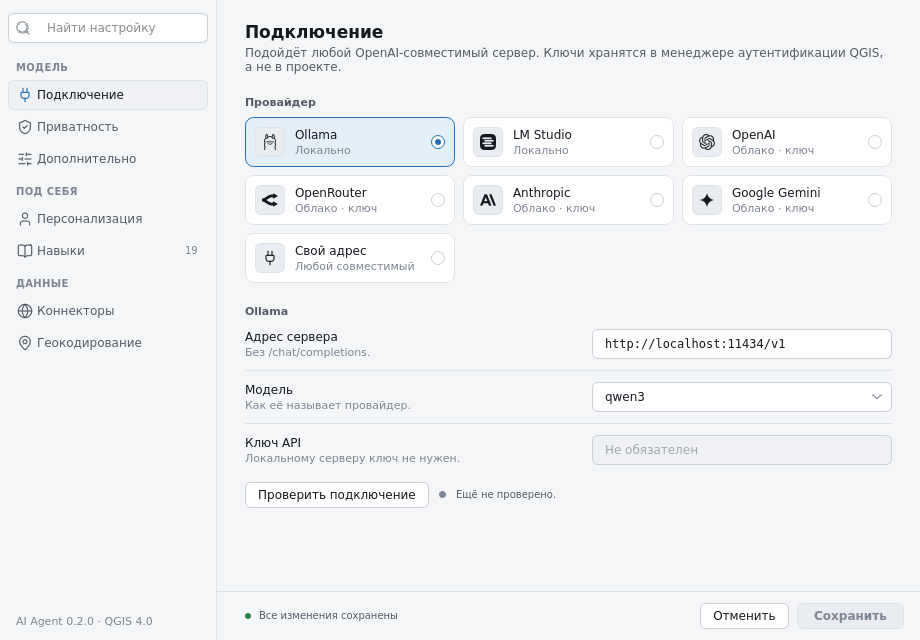 Найти настройку
МОДЕЛЬ
Подключение
Приватность
Дополнительно
ПОД СЕБЯ
Персонализация
Навыки 19
ДАННЫЕ
Коннекторы
Геокодирование
AI Agent 0.2.0 · QGIS 4.0
Подключение
Подойдёт любой OpenAI-совместимый сервер. Ключи хранятся в менеджере аутентификации QGIS,
а не в проекте.
Провайдер
Ollama
Локально
LM Studio
Локально
OpenAI
Облако · ключ
OpenRouter
Облако · ключ
Anthropic
Облако · ключ
Google Gemini
Облако · ключ
Свой адрес
Любой совместимый
Ollama
Адрес сервера
Без /chat/completions.
http://localhost:11434/v1
Модель
Как её называет провайдер.
qwen3
Ключ API
Локальному серверу ключ не нужен.
Не обязателен
Проверить подключение
Ещё не проверено.
Все изменения сохранены
Отменить
Сохранить